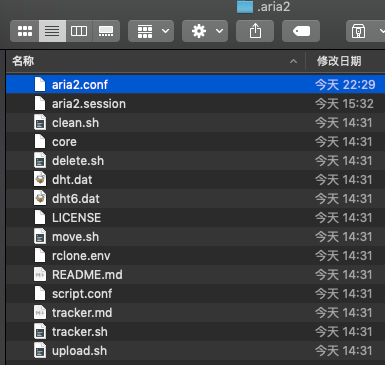 .aria2
名称 修改日期
aria2.conf 今天 22:29
aria2.session 今天 15:32
clean.sh 今天 14:31
core 今天 14:31
delete.sh 今天 14:31
dht.dat 今天 14:31
dht6.dat 今天 14:31
LICENSE 今天 14:31
move.sh 今天 14:31
rclone.env 今天 14:31
README.md 今天 14:31
script.conf 今天 14:31
tracker.md 今天 14:31
tracker.sh 今天 14:31
upload.sh 今天 14:31